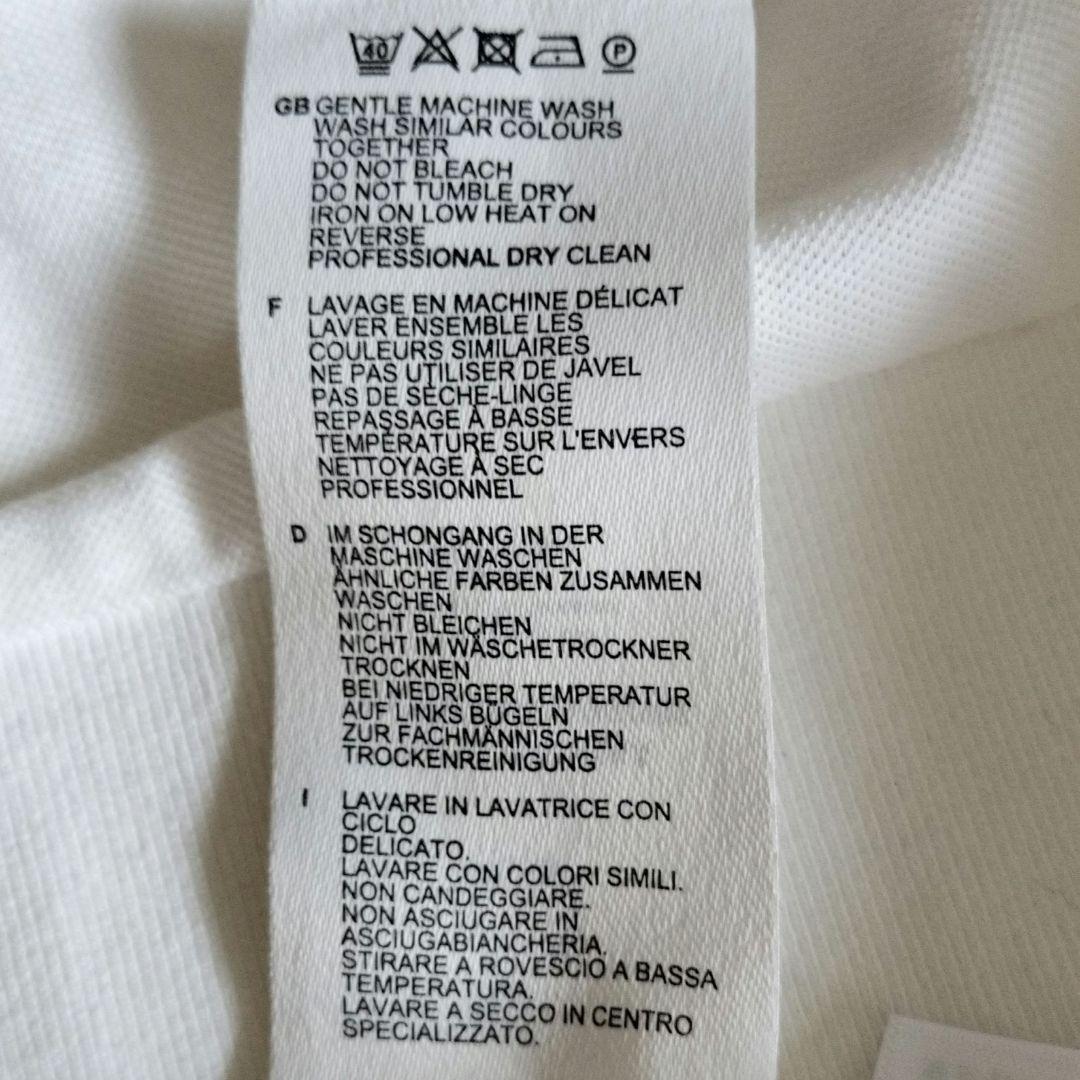 40 P
GB GENTLE MACHINE WASH
WASH SIMILAR COLOURS
TOGETHER
DO NOT BLEACH
DO NOT TUMBLE DRY
IRON ON LOW HEAT ON
REVERSE
PROFESSIONAL DRY CLEAN
F LAVAGE EN MACHINE DÉLICAT
LAVER ENSEMBLE LES
COULEURS SIMILAIRES
NE PAS UTILISER DE JAVEL
PAS DE SÈCHE-LINGE
REPASSAGE À BASSE
TEMPÉRATURE SUR L'ENVERS
NETTOYAGE À SEC
PROFESSIONNEL
D IM SCHONGANG IN DER
MASCHINE WASCHEN
ÄHNLICHE FARBEN ZUSAMMEN
WASCHEN
NICHT BLEICHEN
NICHT IM WÄSCHETROCKNER
TROCKNEN
BEI NIEDRIGER TEMPERATUR
AUF LINKS BÜGELN
ZUR FACHMÄNNISCHEN
TROCKENREINIGUNG
I LAVARE IN LAVATRICE CON
CICLO
DELICATO.
LAVARE CON COLORI SIMILI.
NON CANDEGGIARE.
NON ASCIUGARE IN
ASCIUGABIANCHERIA.
STIRARE A ROVESCIO A BASSA
TEMPERATURA.
LAVARE A SECCO IN CENTRO
SPECIALIZZATO.